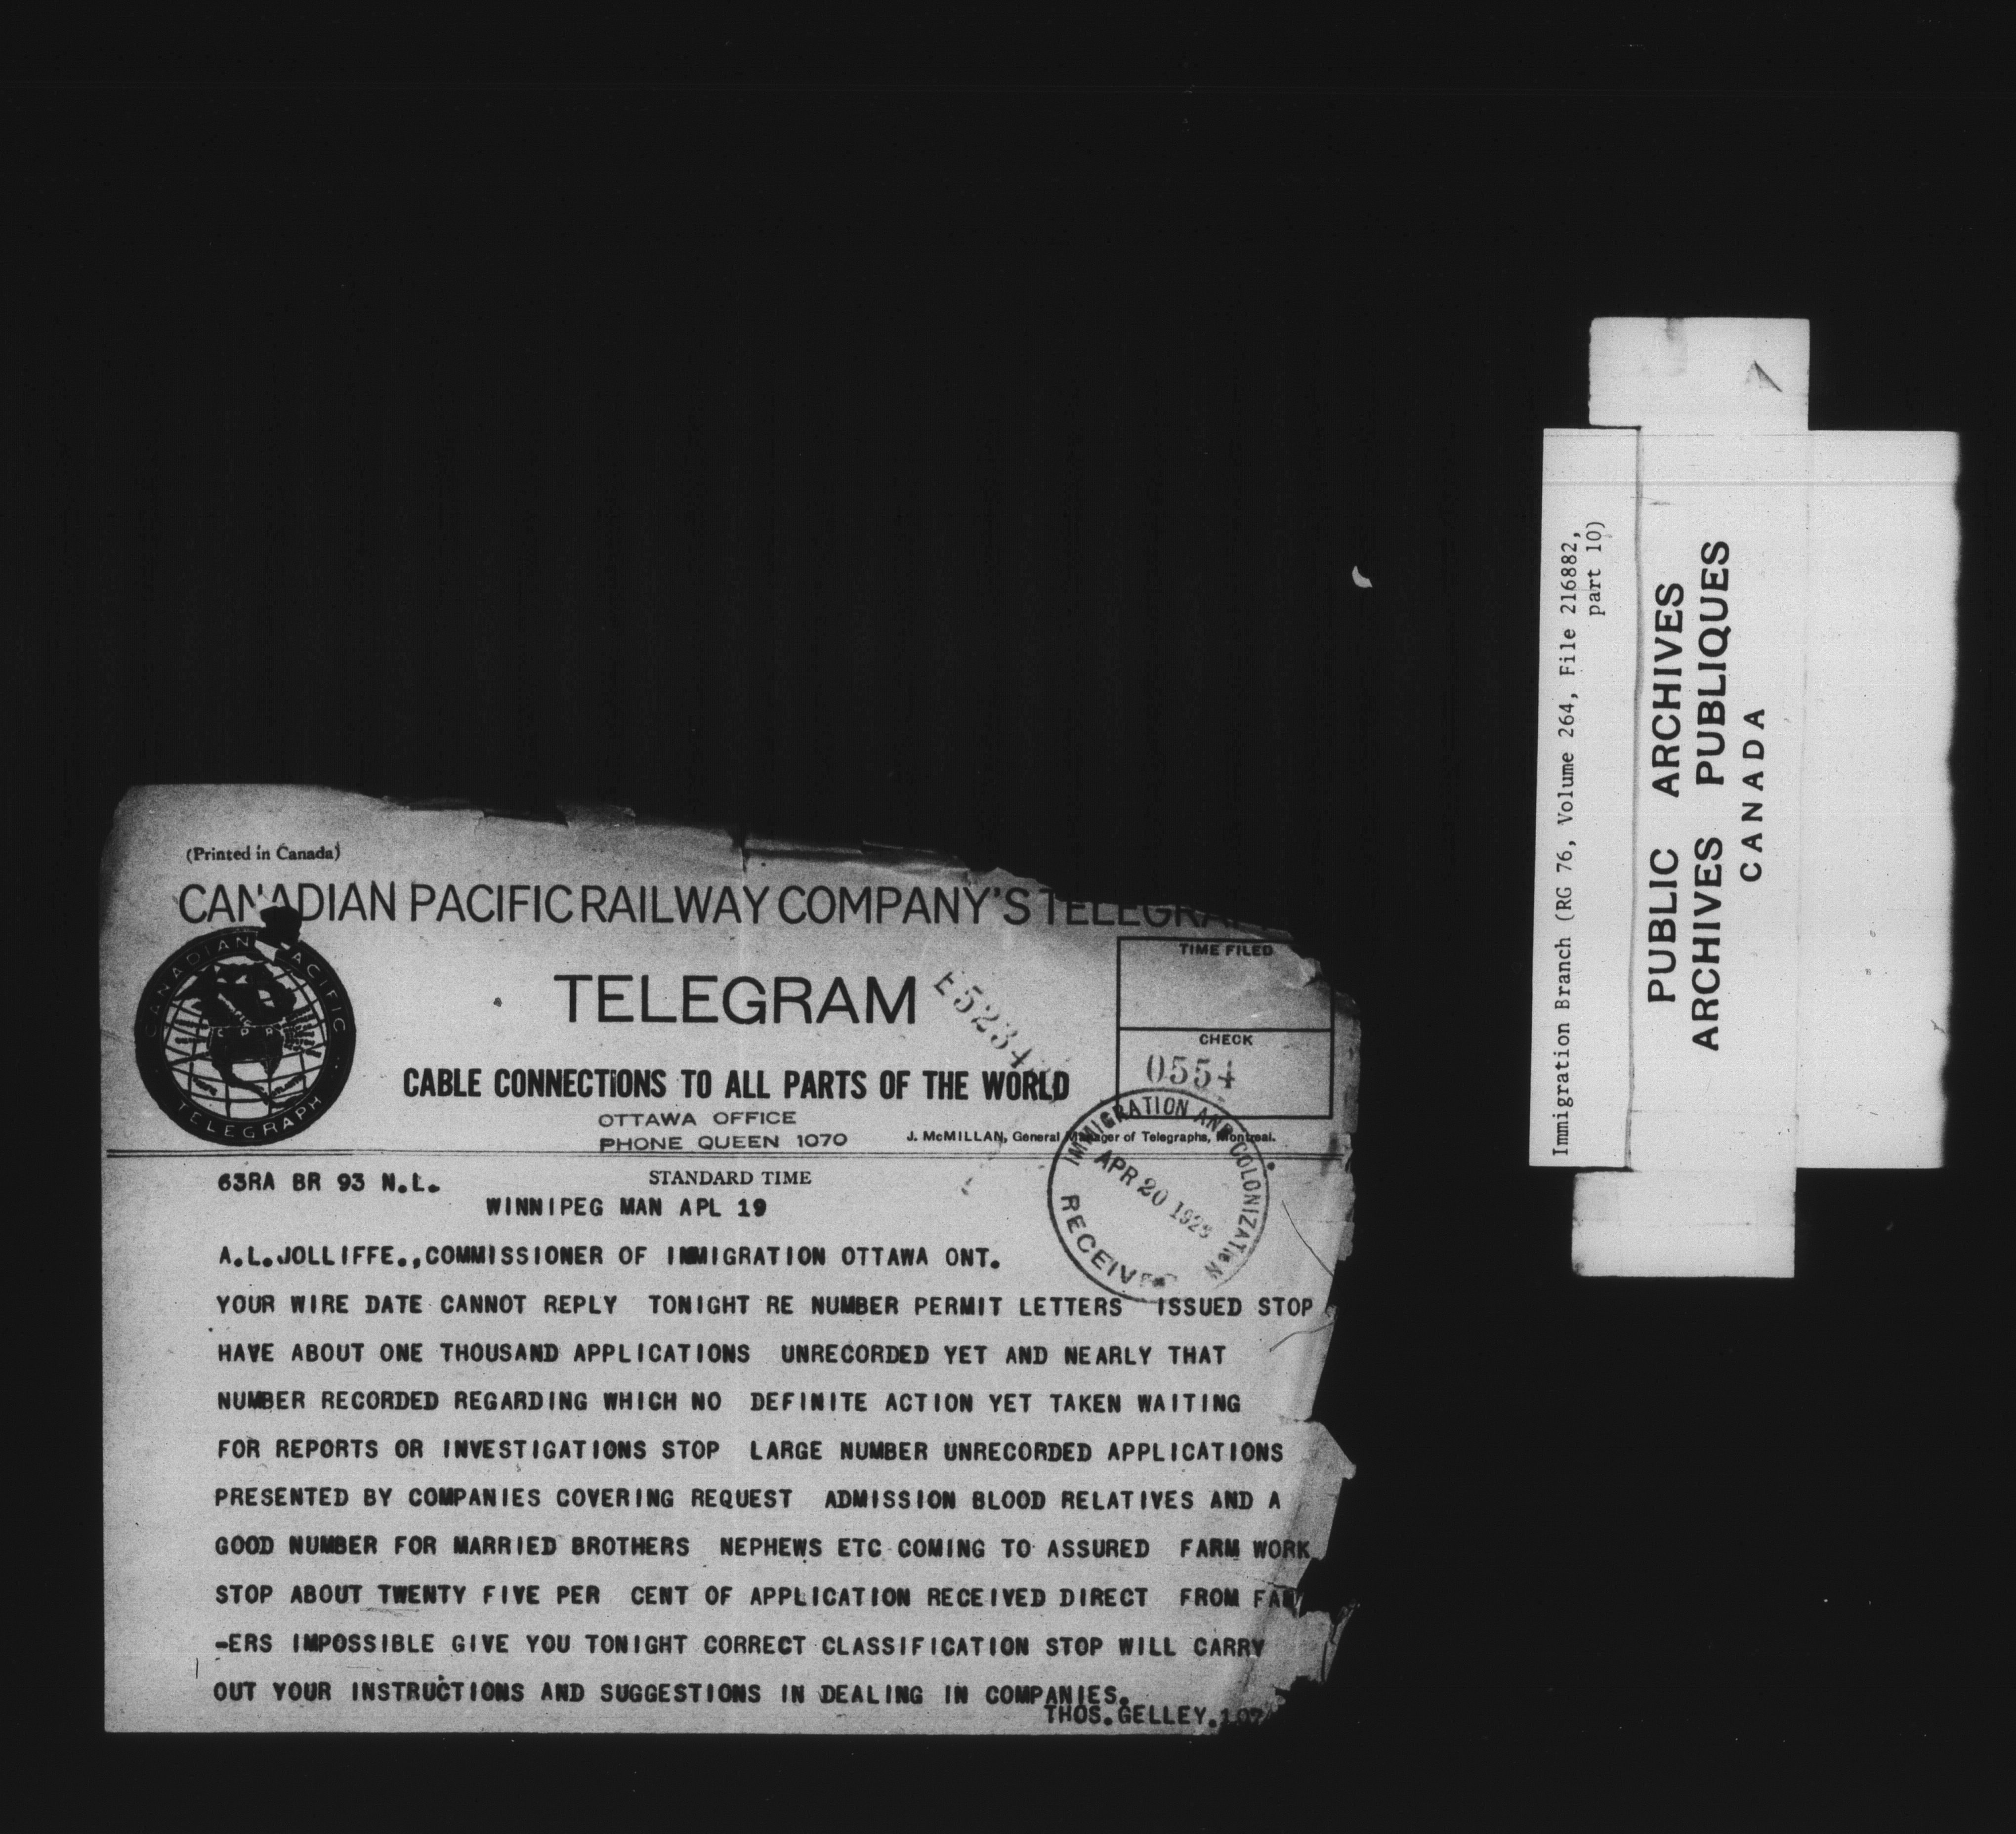 (Printed in Canada)
CANADIAN PACIFIC RAILWAY COMPANY'S TELEGRAPH
CANADIAN PACIFIC
C P R
TELEGRAPH
TELEGRAM
E5234
CABLE CONNECTIONS TO ALL PARTS OF THE WORLD
OTTAWA OFFICE
PHONE QUEEN 1070
J. McMILLAN, General Manager of Telegraphs, Montreal.
TIME FILED
CHECK
0554
IMMIGRATION AND COLONIZATION
APR 20 1928
RECEIVED
63RA BR 93 N.L.
STANDARD TIME
WINNIPEG MAN APL 19
A.L.JOLLIFFE.,COMMISSIONER OF IMMIGRATION OTTAWA ONT.
YOUR WIRE DATE CANNOT REPLY TONIGHT RE NUMBER PERMIT LETTERS ISSUED STOP
HAVE ABOUT ONE THOUSAND APPLICATIONS UNRECORDED YET AND NEARLY THAT
NUMBER RECORDED REGARDING WHICH NO DEFINITE ACTION YET TAKEN WAITING
FOR REPORTS OR INVESTIGATIONS STOP LARGE NUMBER UNRECORDED APPLICATIONS
PRESENTED BY COMPANIES COVERING REQUEST ADMISSION BLOOD RELATIVES AND A
GOOD NUMBER FOR MARRIED BROTHERS NEPHEWS ETC COMING TO ASSURED FARM WORK
STOP ABOUT TWENTY FIVE PER CENT OF APPLICATION RECEIVED DIRECT FROM FARM
-ERS IMPOSSIBLE GIVE YOU TONIGHT CORRECT CLASSIFICATION STOP WILL CARRY
OUT YOUR INSTRUCTIONS AND SUGGESTIONS IN DEALING IN COMPANIES.
THOS.GELLEY.
Immigration Branch (RG 76, Volume 264, File 216882,
part 10)
PUBLIC ARCHIVES
ARCHIVES PUBLIQUES
CANADA